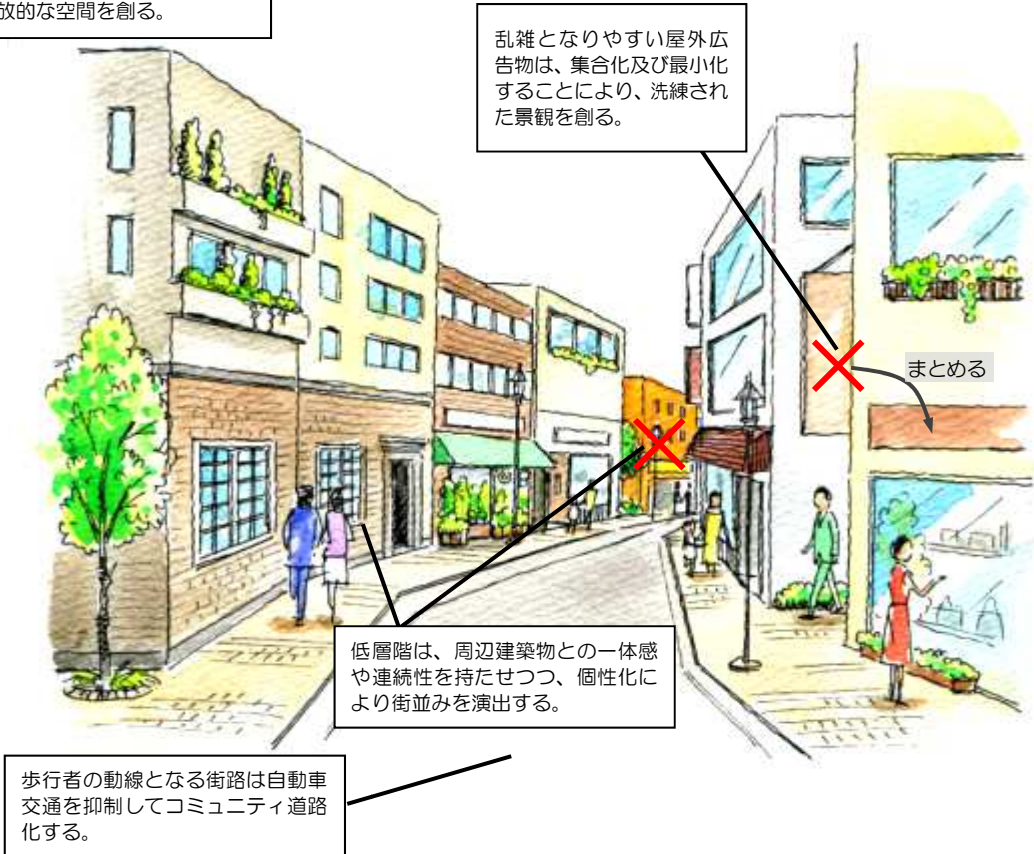 放的な空間を創る。
乱雑となりやすい屋外広
告物は、集合化及び最小化
することにより、洗練され
た景観を創る。
まとめる
低層階は、周辺建築物との一体感
や連続性を持たせつつ、個性化に
より街並みを演出する。
歩行者の動線となる街路は自動車
交通を抑制してコミュニティ道路
化する。